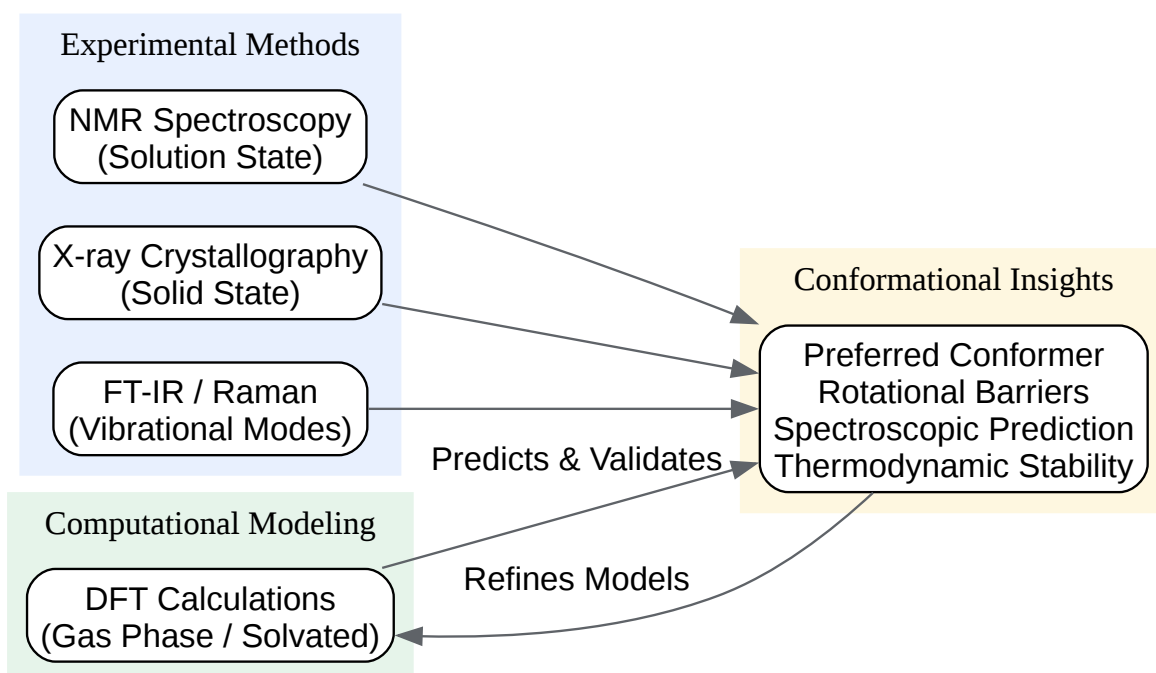 Experimental Methods
NMR Spectroscopy
(Solution State)
X-ray Crystallography
(Solid State)
FT-IR / Raman
(Vibrational Modes)
Computational Modeling
DFT Calculations
(Gas Phase / Solvated)
Predicts & Validates
Refines Models
Conformational Insights
Preferred Conformer
Rotational Barriers
Spectroscopic Prediction
Thermodynamic Stability